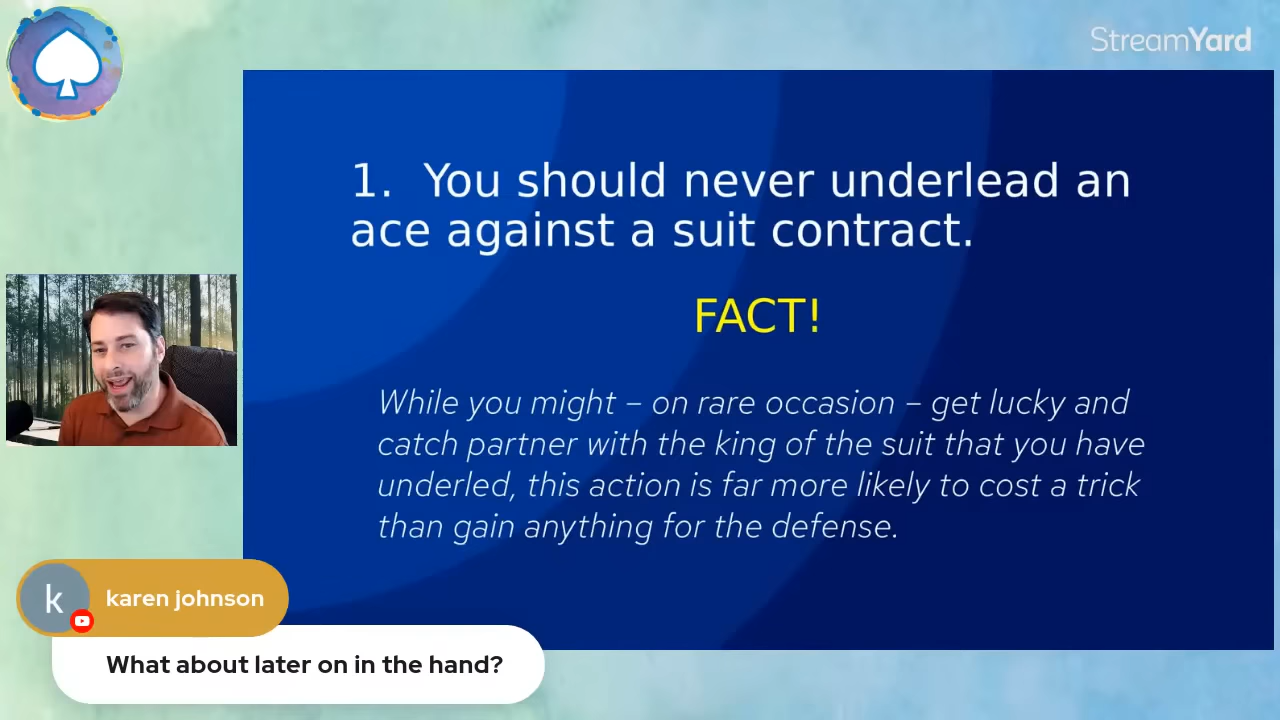 StreamYard
1. You should never underlead an
ace against a suit contract.
FACT!
While you might – on rare occasion – get lucky and
catch partner with the king of the suit that you have
underled, this action is far more likely to cost a trick
than gain anything for the defense.
k
karen johnson
What about later on in the hand?